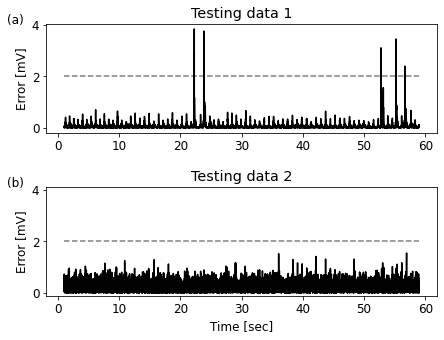 (a)
Testing data 1
Error [mV]
4
2
0
0 10 20 30 40 50 60
(b)
Testing data 2
Error [mV]
4
2
0
0 10 20 30 40 50 60
Time [sec]